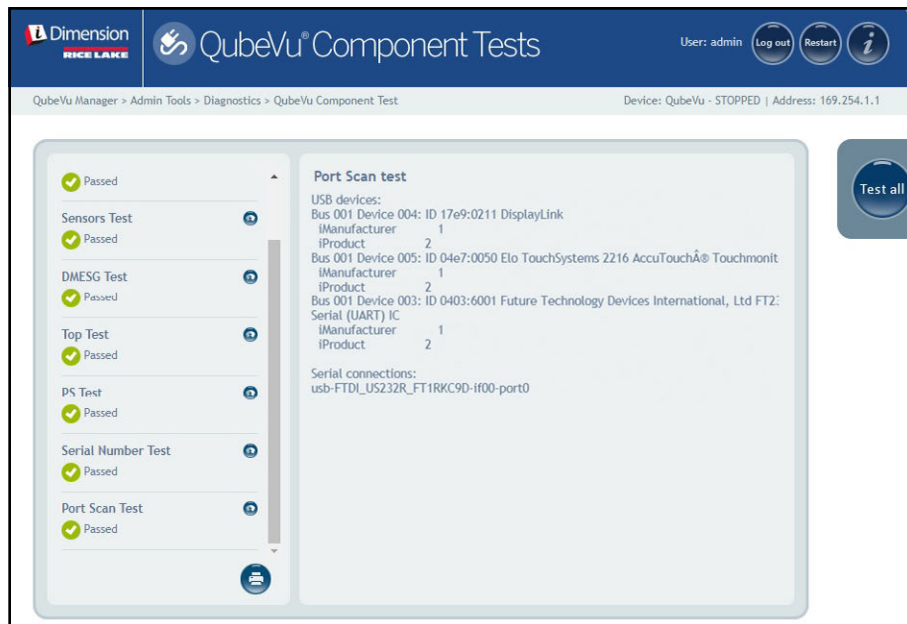 iDimension
RICE LAKE
QubeVu® Component Tests
User: admin
Log out
Restart
i
QubeVu Manager > Admin Tools > Diagnostics > QubeVu Component Test
Device: QubeVu - STOPPED | Address: 169.254.1.1
Passed
Sensors Test
Passed
DMESG Test
Passed
Top Test
Passed
PS Test
Passed
Serial Number Test
Passed
Port Scan Test
Passed
Port Scan test
USB devices:
Bus 001 Device 004: ID 17e9:0211 DisplayLink
iManufacturer 1
iProduct 2
Bus 001 Device 005: ID 04e7:0050 Elo TouchSystems 2216 AccuTouchÂ® Touchmonit
iManufacturer 1
iProduct 2
Bus 001 Device 003: ID 0403:6001 Future Technology Devices International, Ltd FT2
Serial (UART) IC
iManufacturer 1
iProduct 2
Serial connections:
usb-FTDI_US232R_FT1RKC9D-if00-port0
Test all